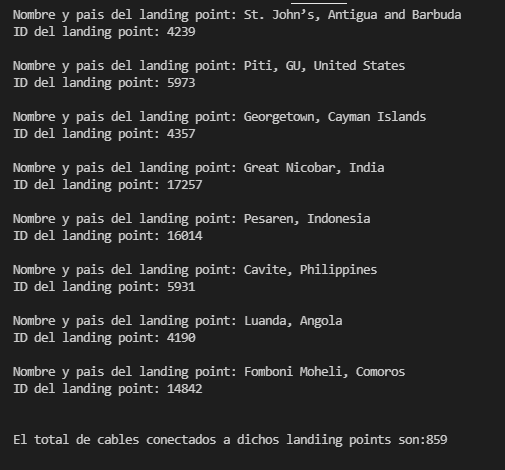 Nombre y pais del landing point: St. John’s, Antigua and Barbuda
ID del landing point: 4239
Nombre y pais del landing point: Piti, GU, United States
ID del landing point: 5973
Nombre y pais del landing point: Georgetown, Cayman Islands
ID del landing point: 4357
Nombre y pais del landing point: Great Nicobar, India
ID del landing point: 17257
Nombre y pais del landing point: Pesaren, Indonesia
ID del landing point: 16014
Nombre y pais del landing point: Cavite, Philippines
ID del landing point: 5931
Nombre y pais del landing point: Luanda, Angola
ID del landing point: 4190
Nombre y pais del landing point: Fomboni Moheli, Comoros
ID del landing point: 14842
El total de cables conectados a dichos landiing points son:859